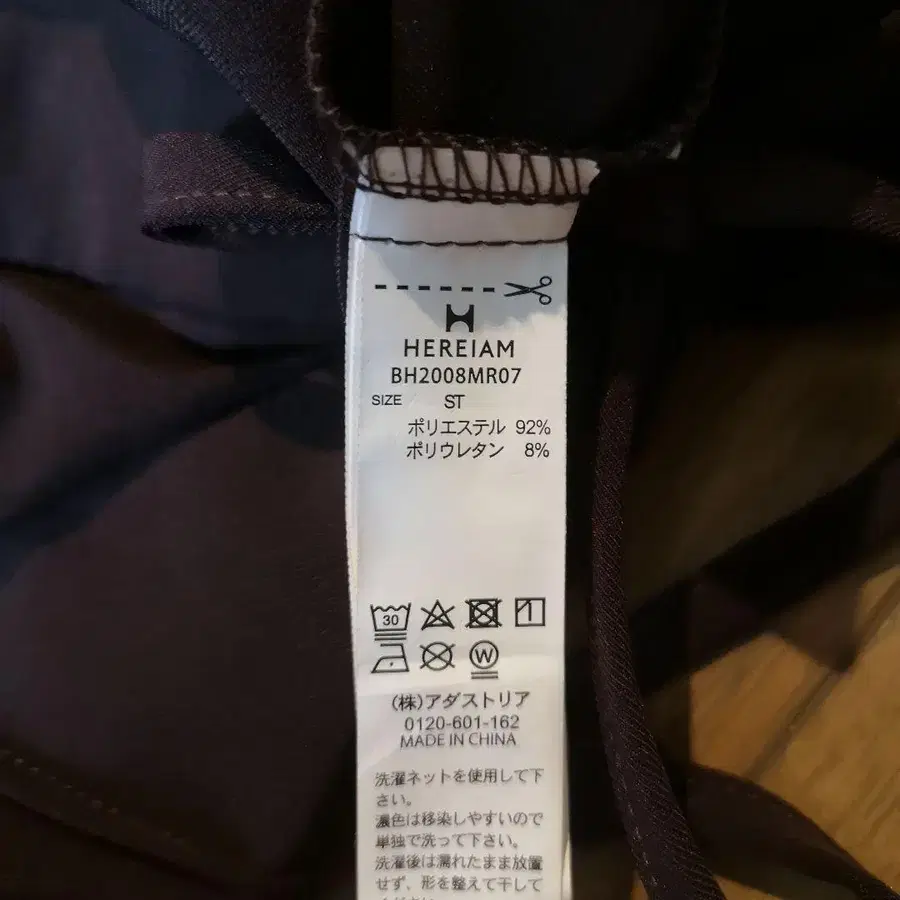 HEREIAM
BH2008MR07
SIZE ST
ポリエステル 92%
ポリウレタン 8%
30
W
(株)アダストリア
0120-601-162
MADE IN CHINA
洗濯ネットを使用して下
さい。
濃色は移染しやすいので
単独で洗って下さい。
洗濯後は濡れたまま放置
せず、形を整えて干して